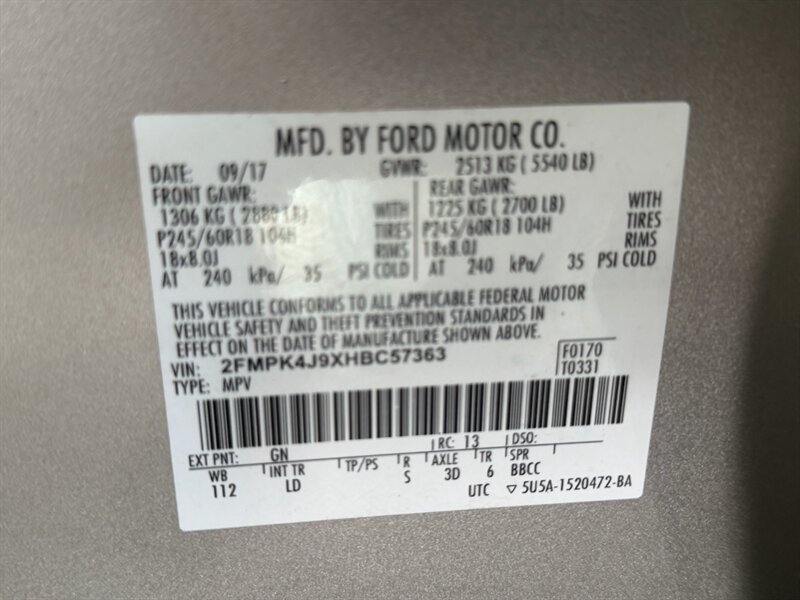 MFD. BY FORD MOTOR CO.
DATE: 09/17 GVWR: 2513 KG ( 5540 LB)
FRONT GAWR: REAR GAWR:
1306 KG ( 2880 LB) WITH 1225 KG ( 2700 LB) WITH
P245/60R18 104H TIRES P245/60R18 104H TIRES
18x8.0J RIMS 18x8.0J RIMS
AT 240 kPa/ 35 PSI COLD AT 240 kPa/ 35 PSI COLD
THIS VEHICLE CONFORMS TO ALL APPLICABLE FEDERAL MOTOR
VEHICLE SAFETY AND THEFT PREVENTION STANDARDS IN
EFFECT ON THE DATE OF MANUFACTURE SHOWN ABOVE.
VIN: 2FMPK4J9XHBC57363 F0170
TYPE: MPV T0331
EXT PNT: GN RC: 13 DSO:
WB INT TR TP/PS R AXLE TR SPR
112 LD S 3D 6 BBCC
UTC ▽ 5U5A-1520472-BA